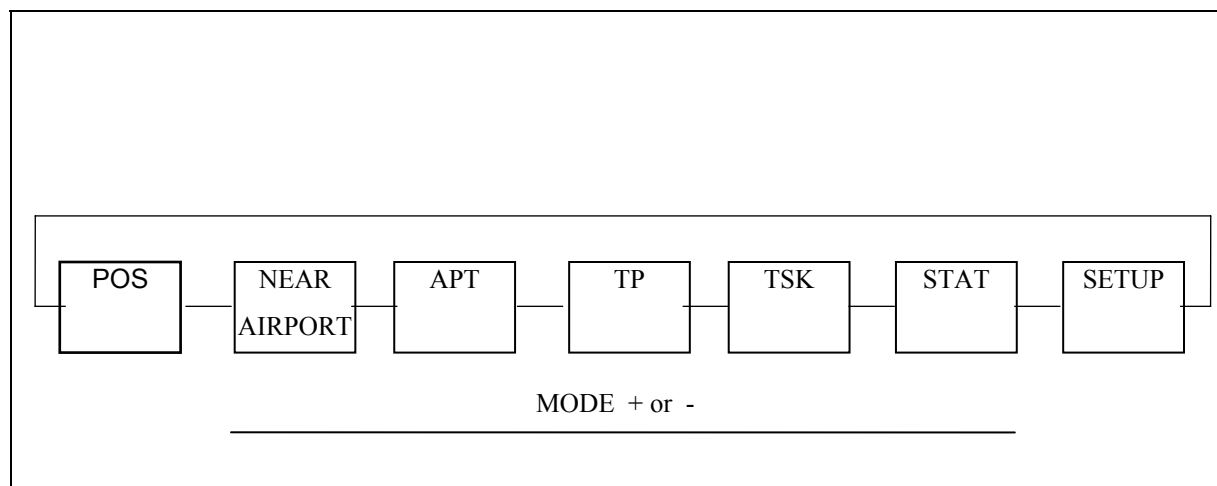 POS
NEAR
AIRPORT
APT
TP
TSK
STAT
SETUP
MODE + or -